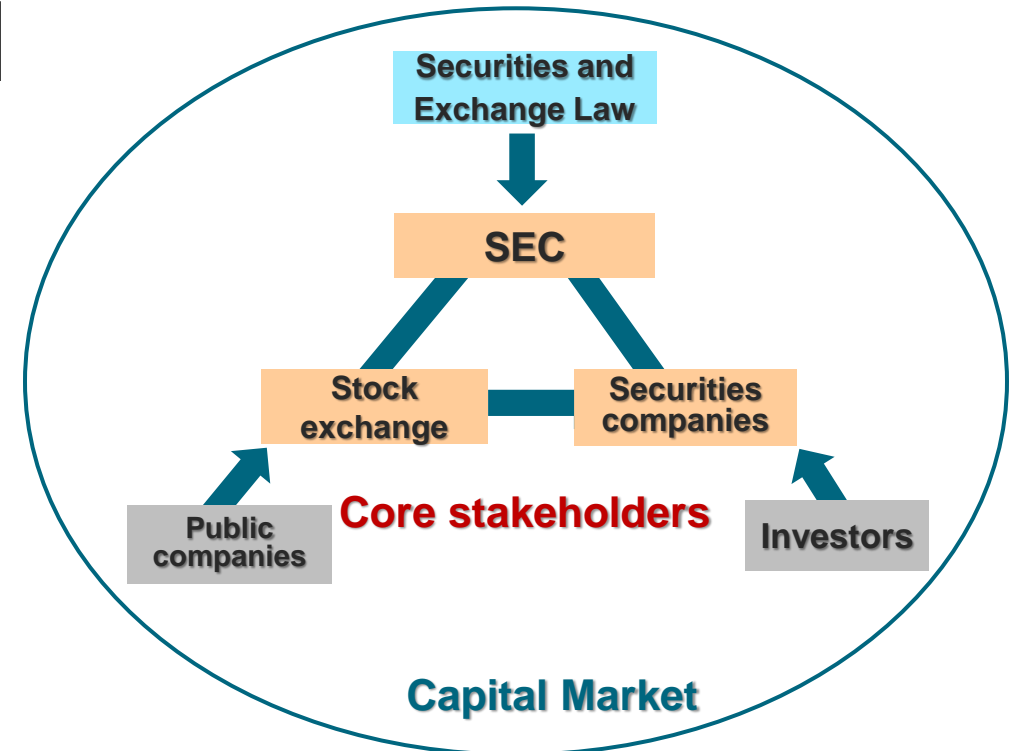 Securities and
Exchange Law
SEC
Stock
exchange
Securities
companies
Core stakeholders
Public
companies
Investors
Capital Market